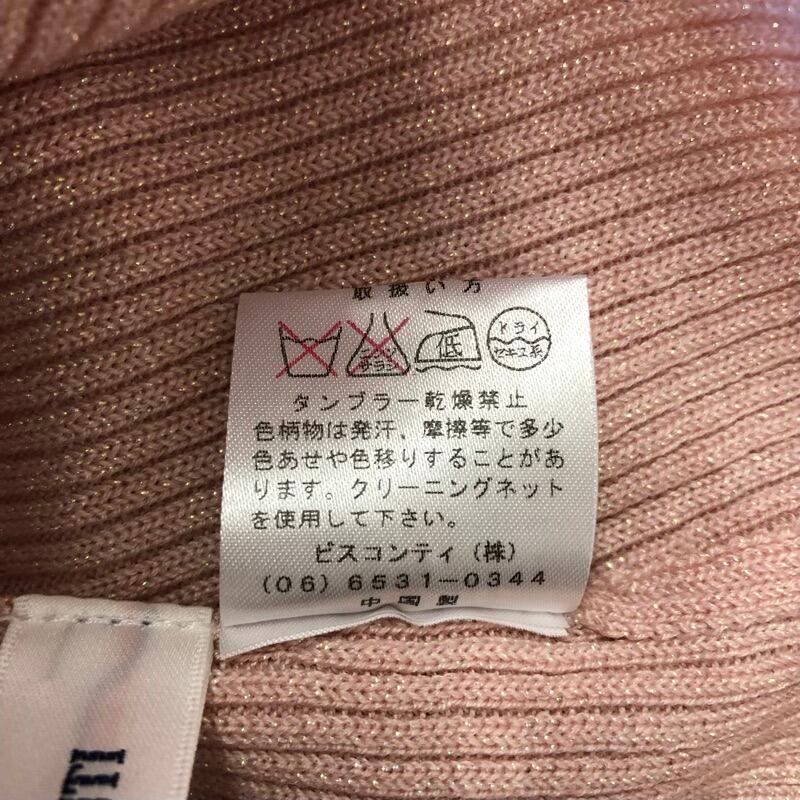 取扱い方
低
ドライ
セキユ系
タンブラー乾燥禁止
色柄物は発汗、摩擦等で多少
色あせや色移りすることがあ
ります。クリーニングネット
を使用して下さい。
ビスコンティ(株)
(06)6531-0344
中国製